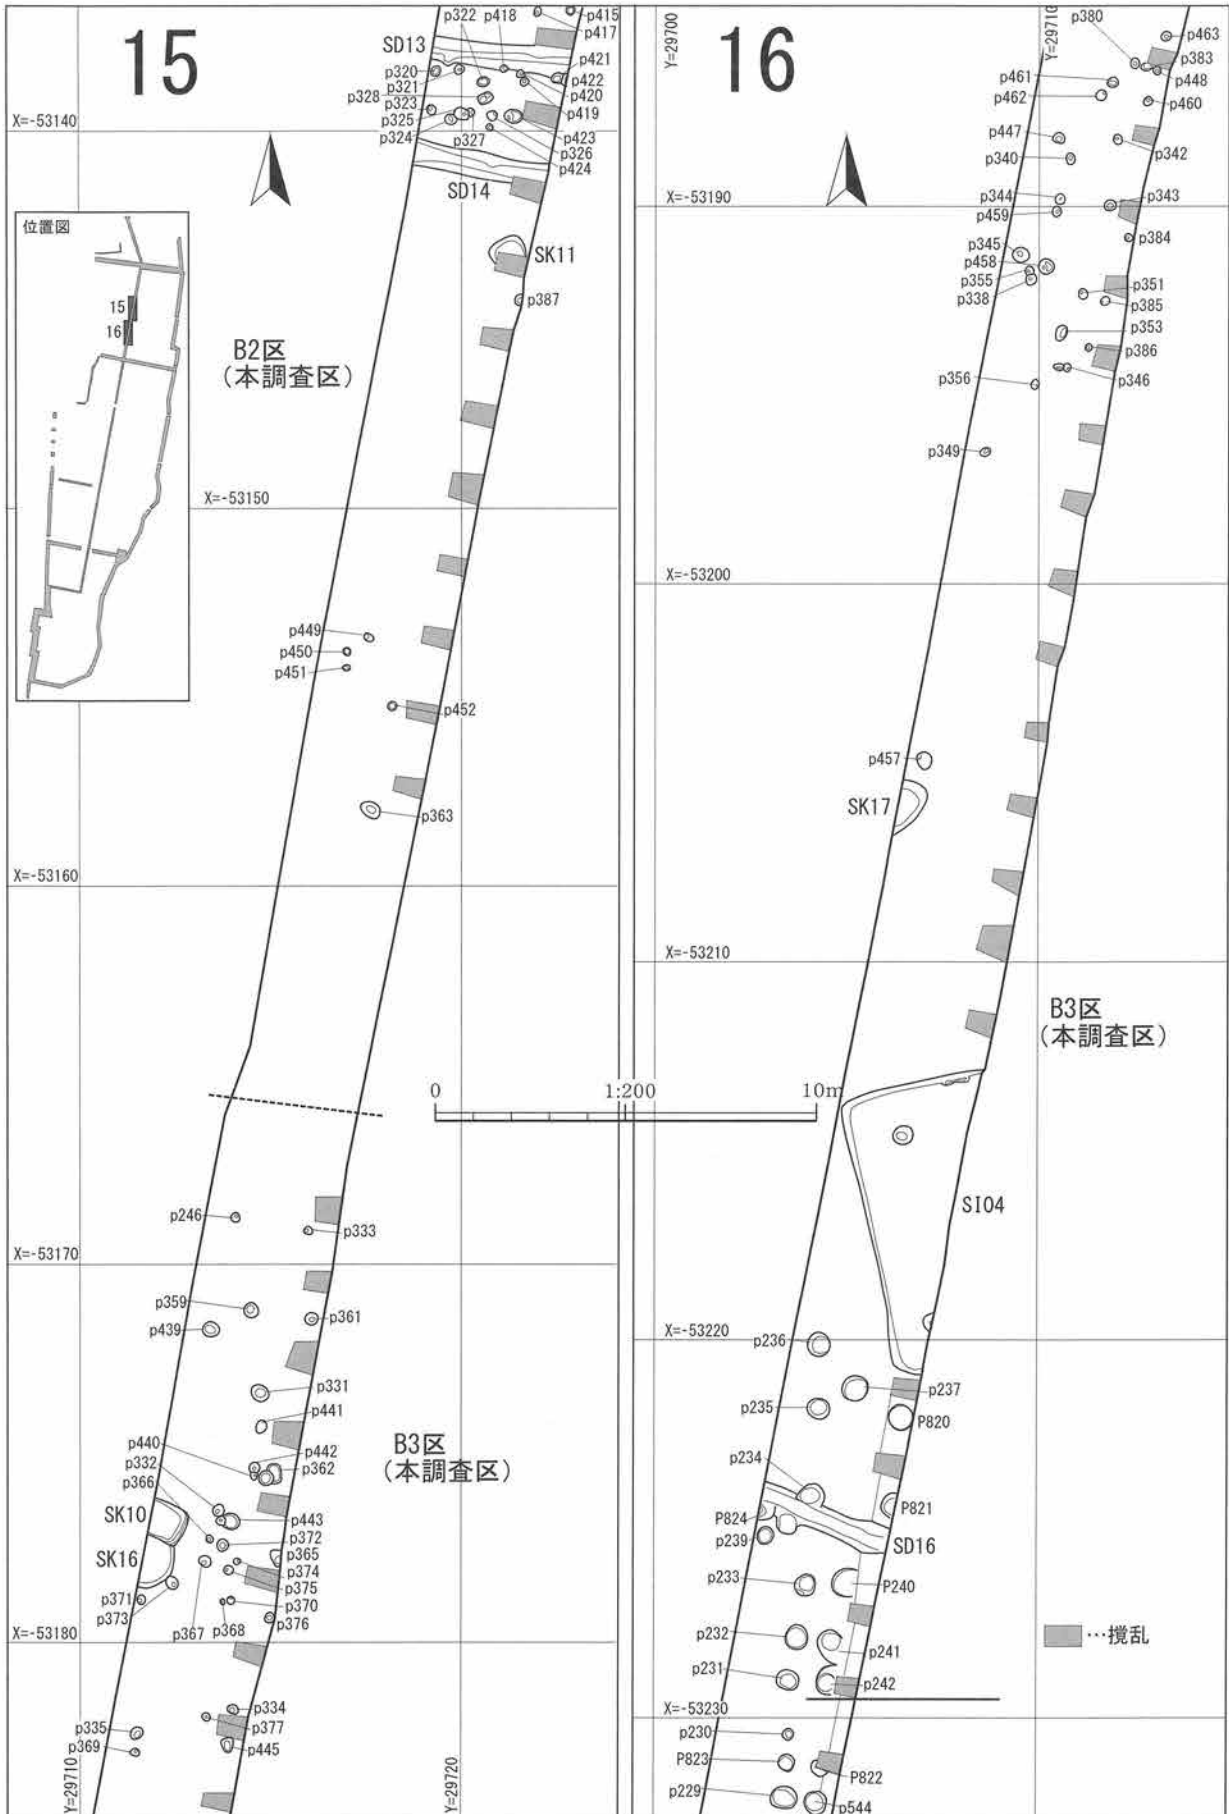 15
SD13
p322
p418
p415
p417
p421
p422
p420
p419
p320
p321
p328
p323
p325
p324
p327
p423
p326
p424
X=-53140
SD14
SK11
p387
位置図
15
16
B2区
(本調査区)
X=-53150
p449
p450
p451
p452
p363
X=-53160
0
1:200
10m
p246
p333
X=-53170
p359
p361
p439
p331
p441
p440
p442
p332
p362
p366
B3区
(本調査区)
SK10
p443
p372
SK16
p365
p374
p375
p371
p370
p373
p367
p368
p376
X=-53180
p334
p377
p335
p369
p445
Y=29710
Y=29720
16
Y=29700
Y=29710
p380
p463
p383
p448
p461
p462
p460
p447
p342
p340
p344
p343
X=-53190
p459
p384
p345
p458
p355
p351
p338
p385
p353
p386
p346
p356
p349
X=-53200
p457
SK17
X=-53210
B3区
(本調査区)
SI04
X=-53220
p236
p237
p235
P820
p234
P821
P824
p239
SD16
p233
P240
p232
p241
p231
p242
…撹乱
X=-53230
p230
P823
P822
p229
p544